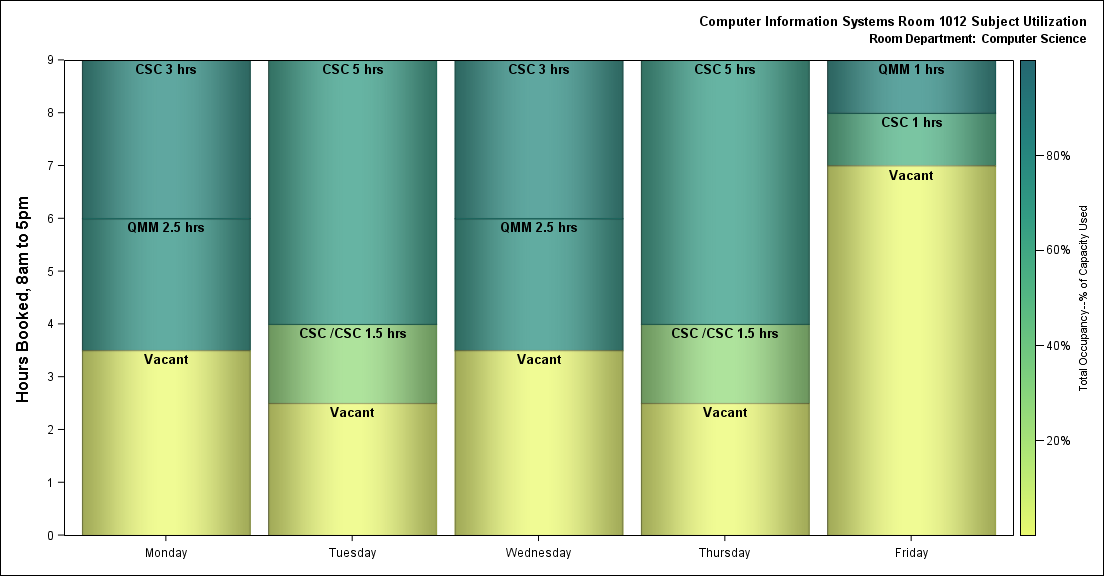 Computer Information Systems Room 1012 Subject Utilization
Room Department: Computer Science
Hours Booked, 8am to 5pm
9
8
7
6
5
4
3
2
1
0
CSC 3 hrs
QMM 2.5 hrs
Vacant
CSC 5 hrs
CSC /CSC 1.5 hrs
Vacant
CSC 3 hrs
QMM 2.5 hrs
Vacant
CSC 5 hrs
CSC /CSC 1.5 hrs
Vacant
QMM 1 hrs
CSC 1 hrs
Vacant
Monday
Tuesday
Wednesday
Thursday
Friday
80%
60%
40%
20%
Total Occupancy--% of Capacity Used